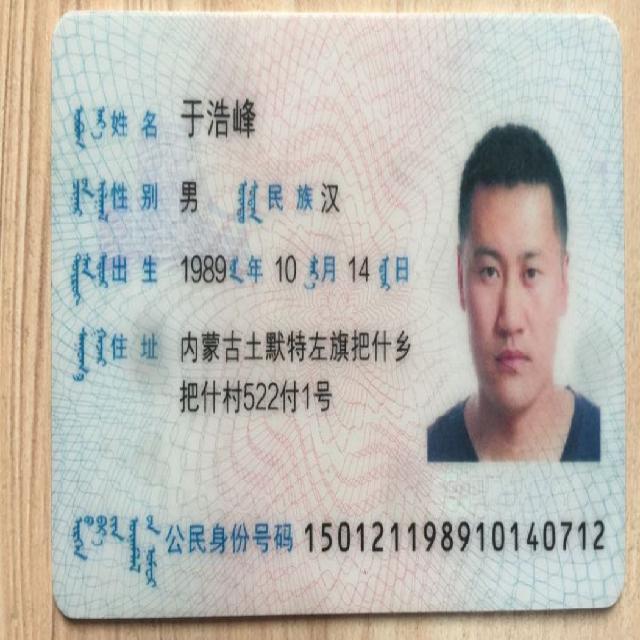 姓名 于浩峰
性别 男 民族 汉
出生 1989 年 10 月 14 日
住址 内蒙古土默特左旗把什乡
把什村522付1号
公民身份号码 150121198910140712